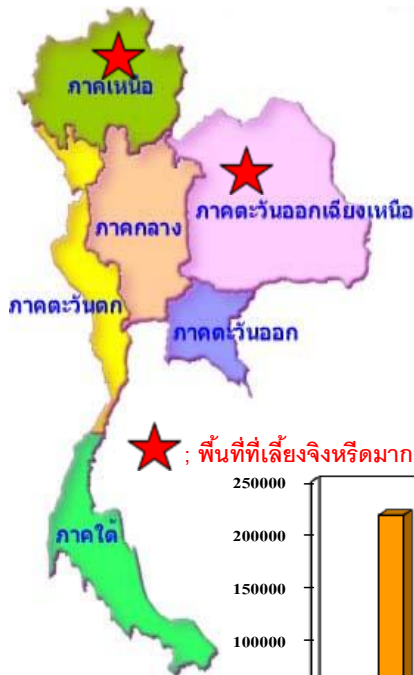 ภาคเหนือ
ภาคตะวันออกเฉียงเหนือ
ภาคกลาง
ภาคตะวันตก
ภาคตะวันออก
; พื้นที่ที่เลี้ยงจิงหรีดมาก
ภาคใต้
250000
200000
150000
100000